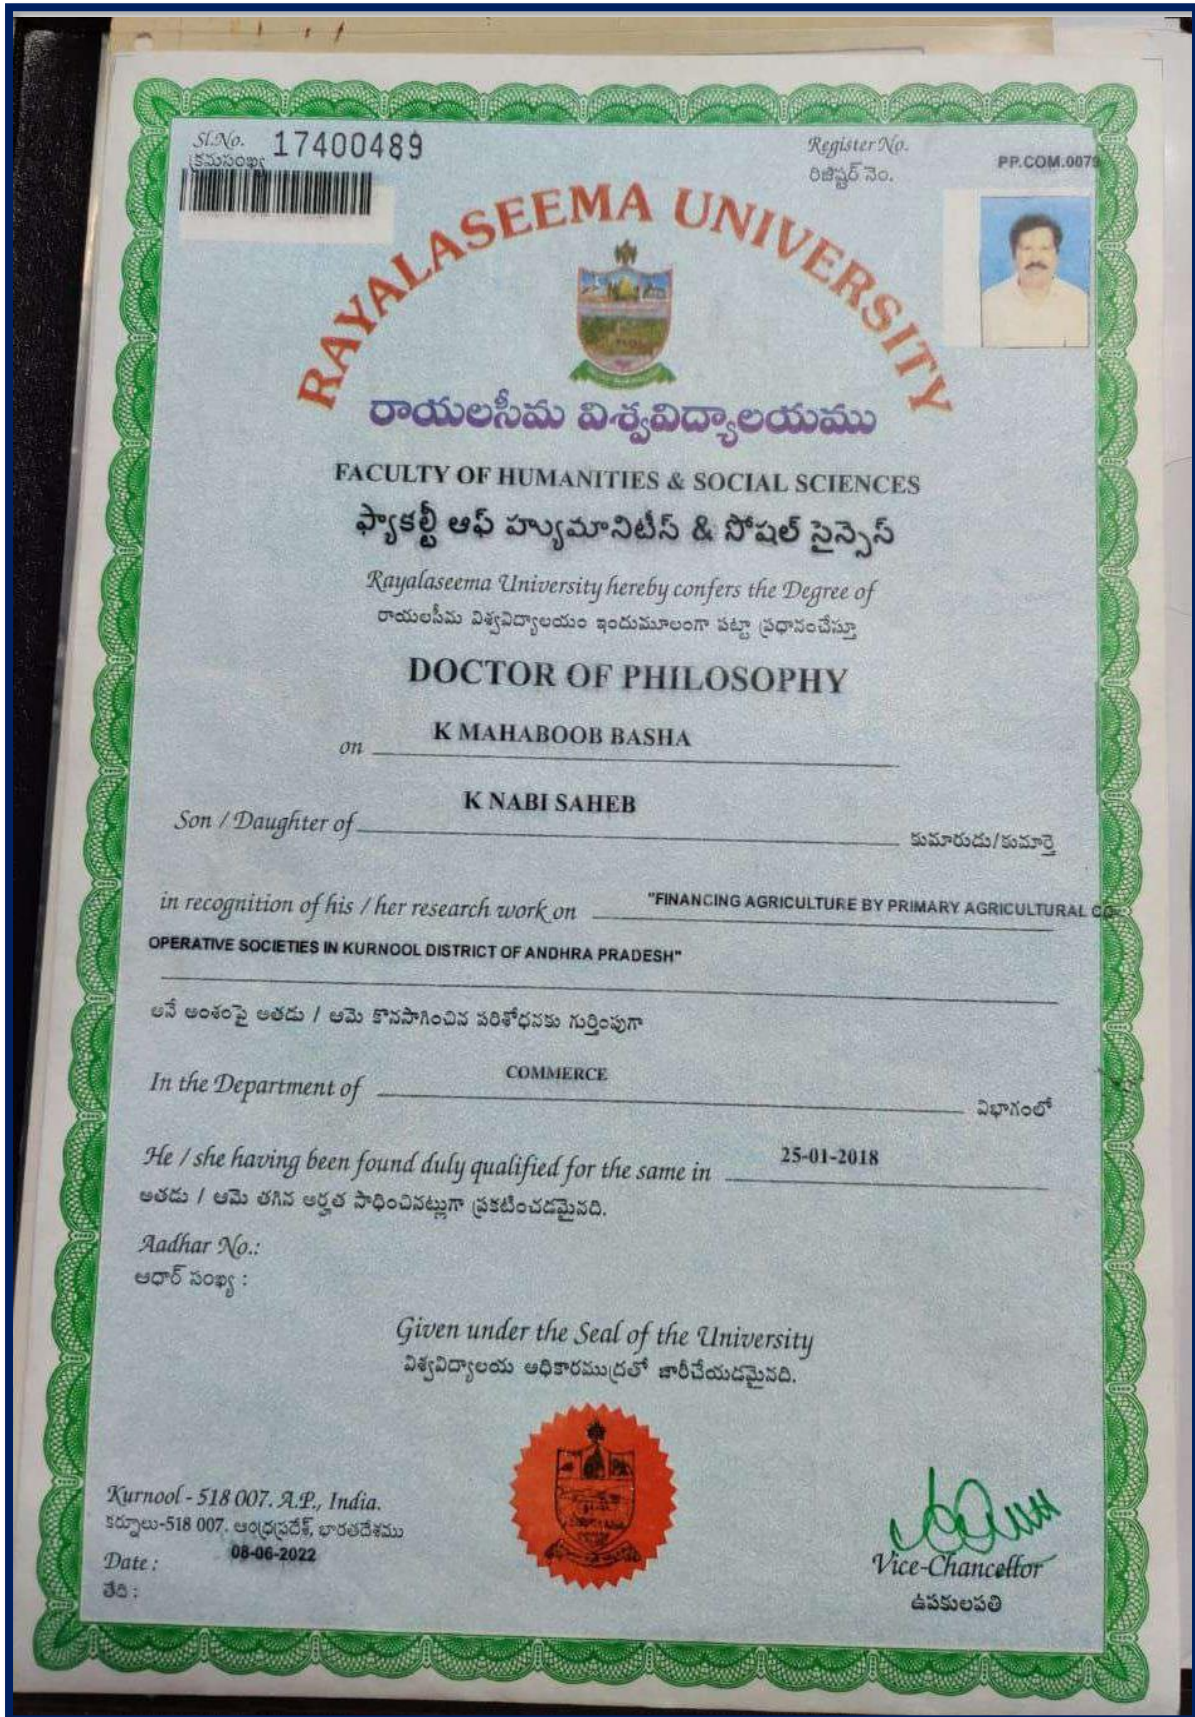 Sl.No. 17400489
క్రమసంఖ్య
Register No.
రిజిష్టర్ నెం.
PP.COM.0079
RAYALASEEMA UNIVERSITY
రాయలసీమ విశ్వవిద్యాలయము
FACULTY OF HUMANITIES & SOCIAL SCIENCES
ఫ్యాకల్టీ ఆఫ్ హ్యుమానిటీస్ & సోషల్ సైన్సెస్
Rayalaseema University hereby confers the Degree of
రాయలసీమ విశ్వవిద్యాలయం ఇందుమూలంగా పట్టా ప్రధానంచేస్తూ
DOCTOR OF PHILOSOPHY
on K MAHABOOB BASHA
Son / Daughter of K NABI SAHEB కుమారుడు/కుమార్తె
in recognition of his / her research work on "FINANCING AGRICULTURE BY PRIMARY AGRICULTURAL CO-
OPERATIVE SOCIETIES IN KURNOOL DISTRICT OF ANDHRA PRADESH"
అనే అంశంపై అతడు / ఆమె కొనసాగించిన పరిశోధనకు గుర్తింపుగా
In the Department of COMMERCE విభాగంలో
He / she having been found duly qualified for the same in 25-01-2018
అతడు / ఆమె తగిన అర్హత సాధించినట్లుగా ప్రకటించడమైనది.
Aadhar No.:
ఆధార్ సంఖ్య :
Given under the Seal of the University
విశ్వవిద్యాలయ అధికారముద్రతో జారీచేయడమైనది.
Kurnool - 518 007. A.P., India.
కర్నూలు-518 007. ఆంధ్రప్రదేశ్, భారతదేశము
Date : 08-06-2022
తేది :
Vice-Chancellor
ఉపకులపతి